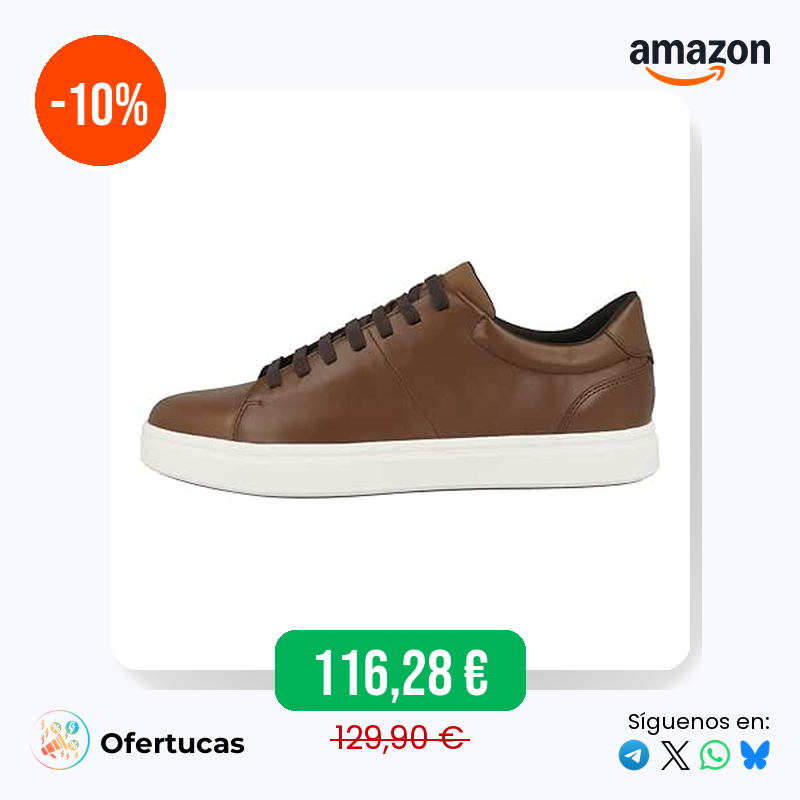 -10%
amazon
116,28 €
129,90 €
Ofertucas
Síguenos en: